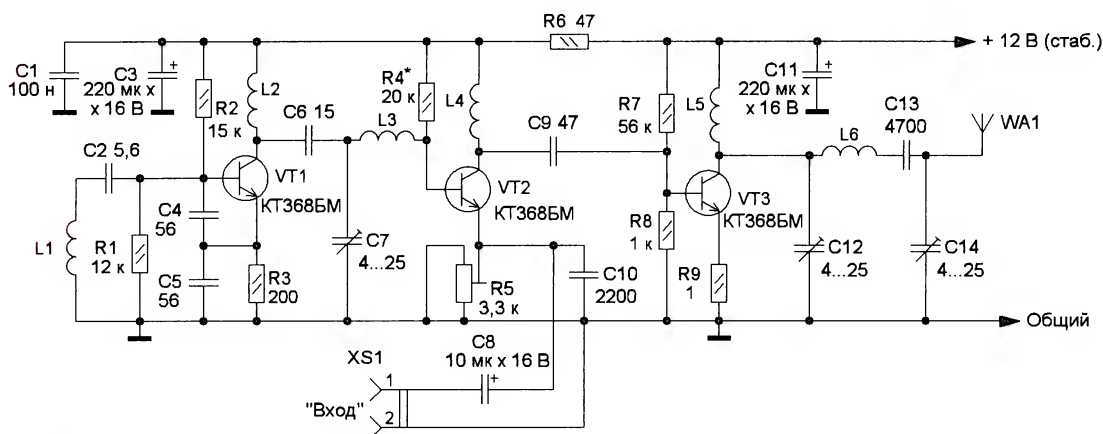 R6 47
+ 12 В (стаб.)
C1
100 н
C3
220 мк х
х 16 В
+
R2
15 к
L2
C6 15
L3
R4*
20 к
L4
C9 47
R7
56 к
L5
C11
220 мк х
х 16 В
+
C13
4700
L6
WA1
C2 5,6
VT1
КТ368БМ
VT2
КТ368БМ
VT3
КТ368БМ
L1
R1
12 к
C4
56
C5
56
R3
200
C7
4...25
R5
3,3 к
C10
2200
R8
1 к
R9
1
C12
4...25
C14
4...25
Общий
C8
10 мк х 16 В
+
XS1
1
"Вход"
2